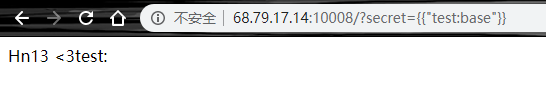 不安全 | 68.79.17.14:10008/?secret={{"test:base"}}
Hn13 <3test: